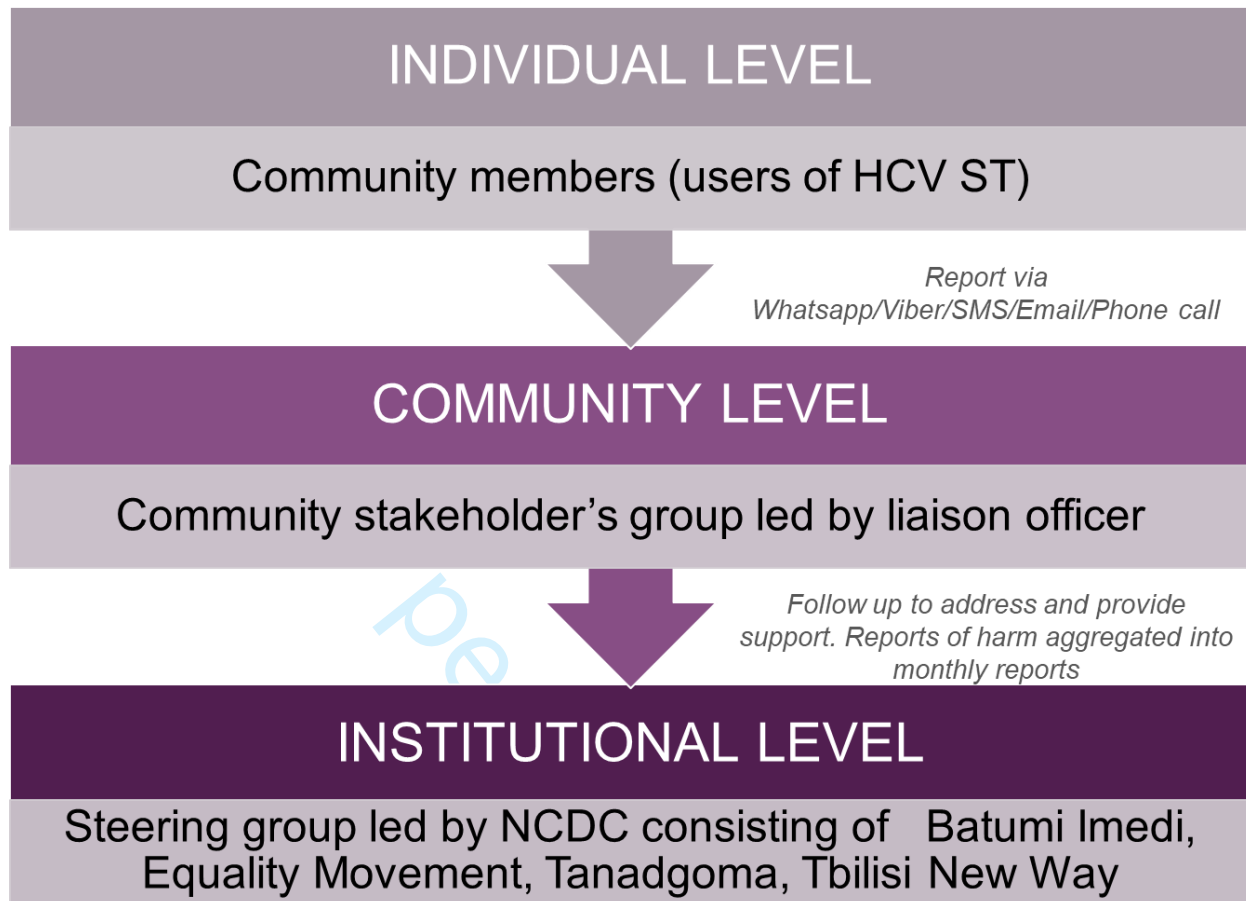 INDIVIDUAL LEVEL
Community members (users of HCV ST)
Report via
Whatsapp/Viber/SMS/Email/Phone call
COMMUNITY LEVEL
Community stakeholder’s group led by liaison officer
Follow up to address and provide
support. Reports of harm aggregated into
monthly reports
pe
INSTITUTIONAL LEVEL
Steering group led by NCDC consisting of Batumi Imedi,
Equality Movement, Tanadgoma, Tbilisi New Way